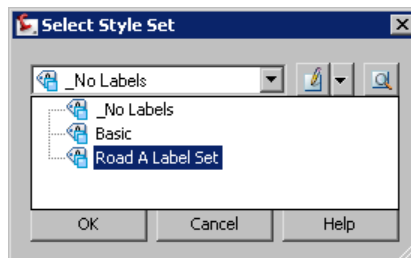 Select Style Set
_No Labels
_No Labels
Basic
Road A Label Set
OK Cancel Help